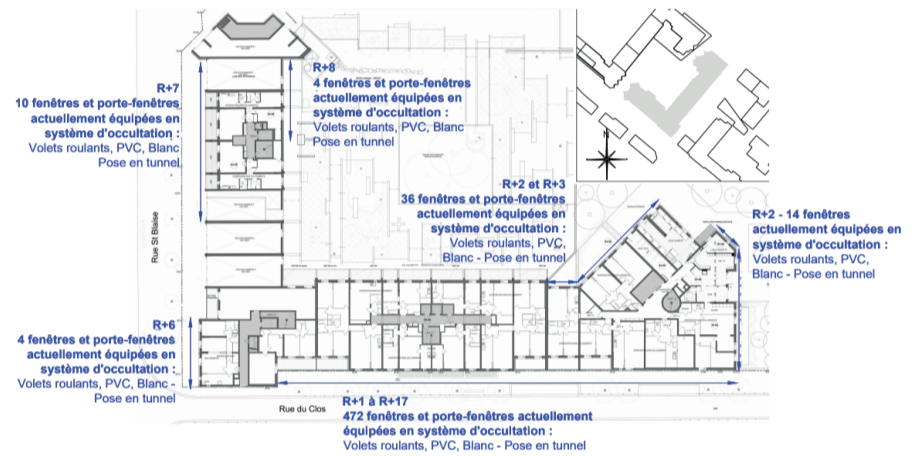 R+7
10 fenêtres et porte-fenêtres
actuellement équipées en
système d'occultation :
Volets roulants, PVC, Blanc
Pose en tunnel
R+8
4 fenêtres et porte-fenêtres
actuellement équipées en
système d'occultation :
Volets roulants, PVC, Blanc
Pose en tunnel
N
R+2 et R+3
36 fenêtres et porte-fenêtres
actuellement équipées en
système d'occultation :
Volets roulants, PVC,
Blanc - Pose en tunnel
R+2 - 14 fenêtres
actuellement équipées en
système d'occultation :
Volets roulants, PVC,
Blanc - Pose en tunnel
Rue St Blaise
R+6
4 fenêtres et porte-fenêtres
actuellement équipées en
système d'occultation :
Volets roulants, PVC, Blanc -
Pose en tunnel
Rue du Clos
R+1 à R+17
472 fenêtres et porte-fenêtres actuellement
équipées en système d'occultation :
Volets roulants, PVC, Blanc - Pose en tunnel